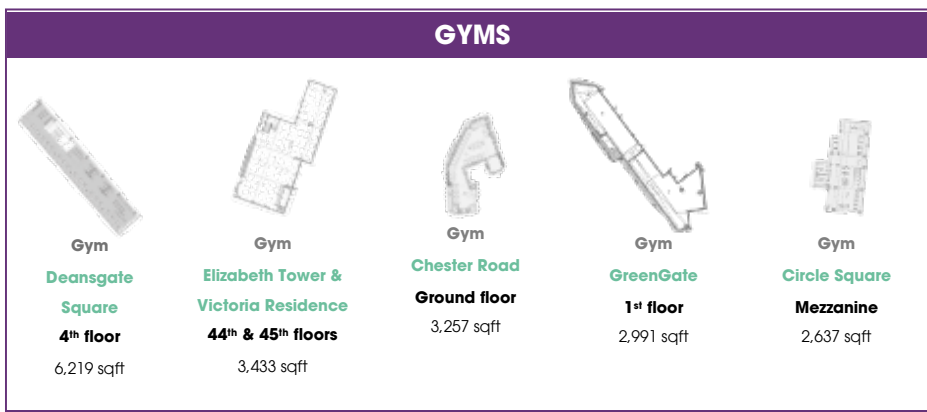 GYMS
Gym
Deansgate
Square
4th floor
6,219 sqft
Gym
Elizabeth Tower &
Victoria Residence
44th & 45th floors
3,433 sqft
Gym
Chester Road
Ground floor
3,257 sqft
Gym
GreenGate
1st floor
2,991 sqft
Gym
Circle Square
Mezzanine
2,637 sqft